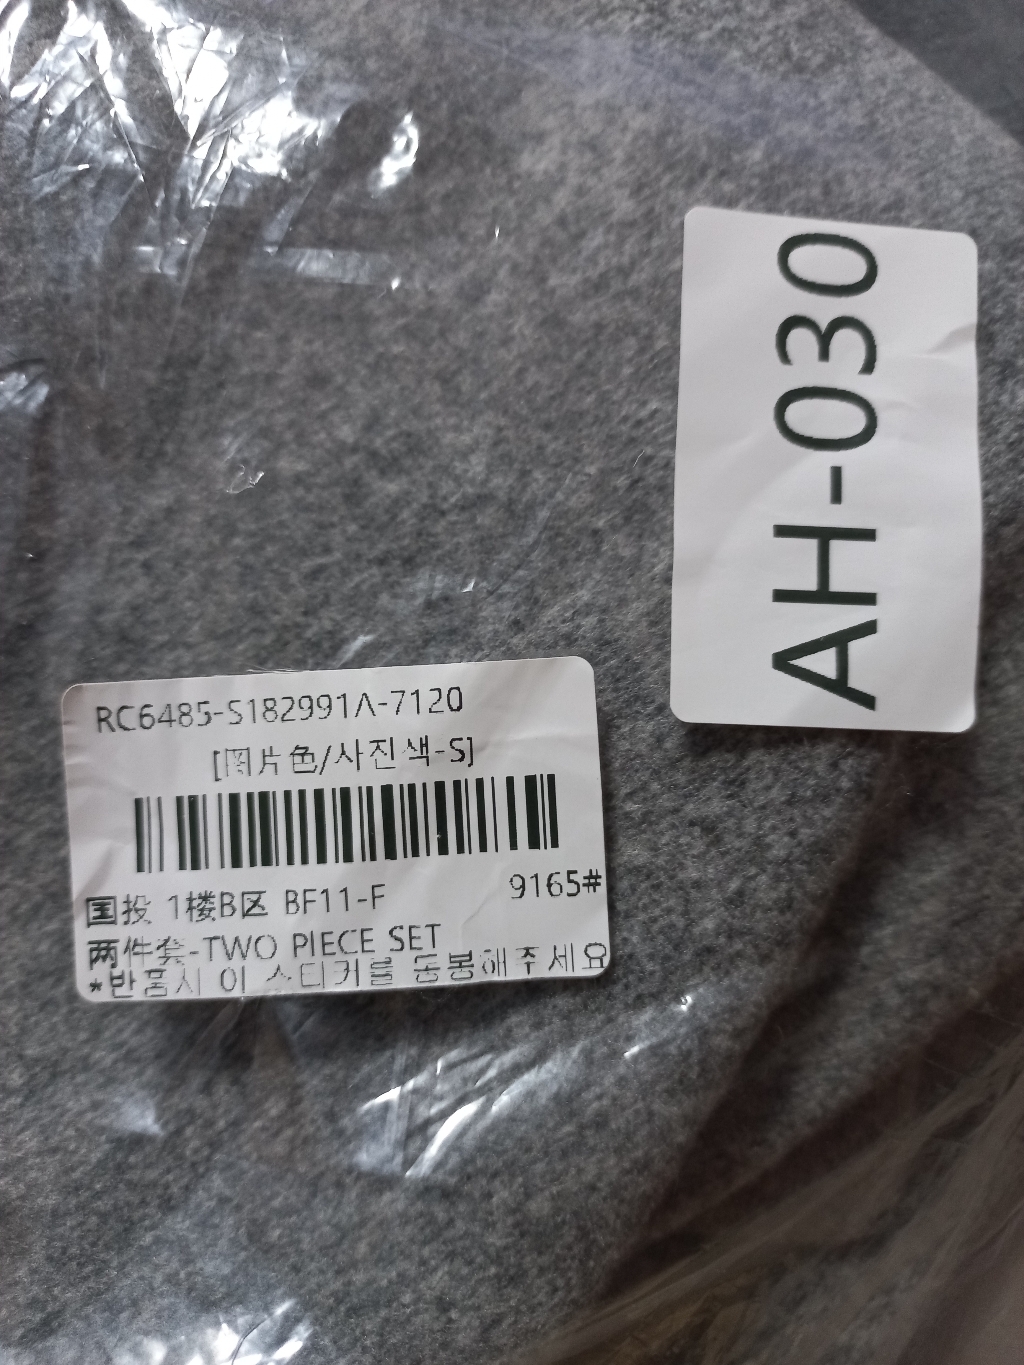 RC6485-S182991A-7120
[图片色/사진색-S]
国投 1楼B区 BF11-F 9165#
两件套-TWO PIECE SET
*반품시 이 스티커를 동봉해주세요
AH-030